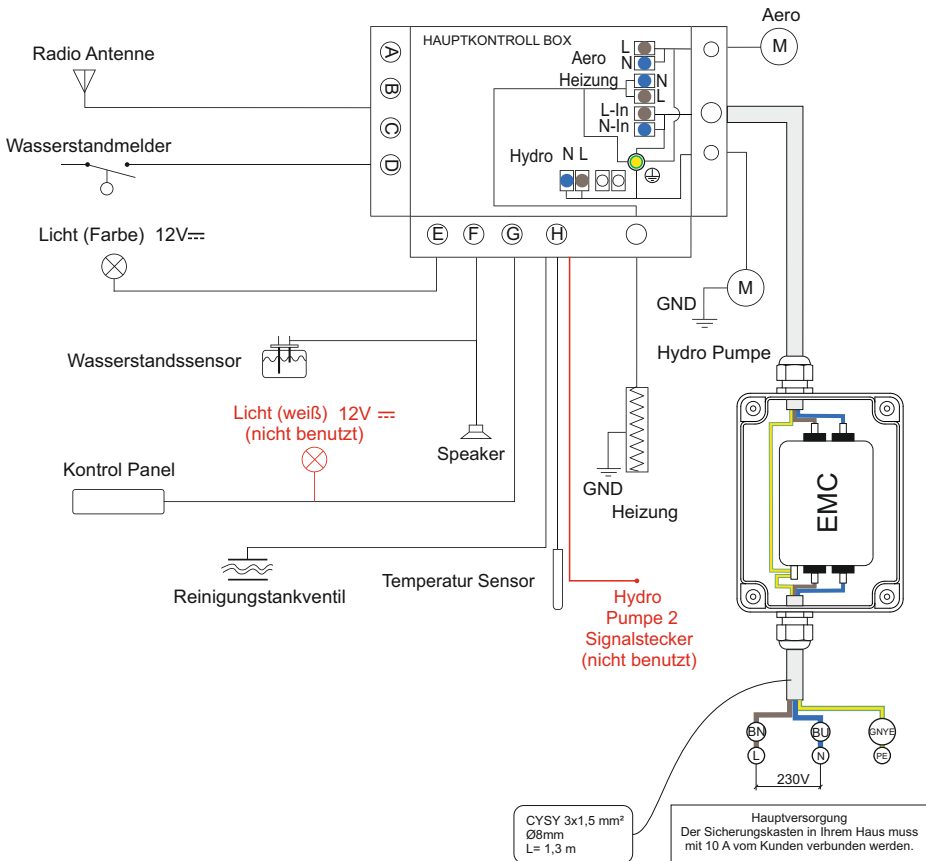 Aero
M
HAUPTKONTROLL BOX
L
Aero N
Heizung N
L
L-In
N-In
Hydro N L
Radio Antenne
A
B
C
D
Wasserstandmelder
E F G H
Licht (Farbe) 12V
GND
M
Hydro Pumpe
Wasserstandssensor
Licht (weiß) 12V
(nicht benutzt)
Speaker
Kontrol Panel
GND
Heizung
EMC
Reinigungstankventil
Temperatur Sensor
Hydro
Pumpe 2
Signalstecker
(nicht benutzt)
BN BU GNYE
L N PE
230V
CYSY 3x1,5 mm²
Ø8mm
L= 1,3 m
Hauptversorgung
Der Sicherungskasten in Ihrem Haus muss
mit 10 A vom Kunden verbunden werden.